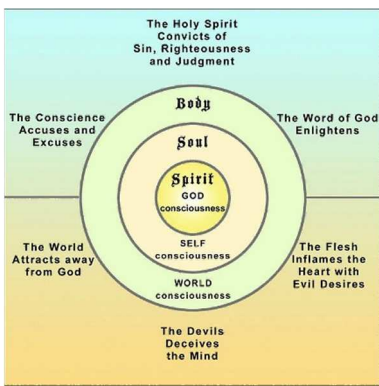 The Holy Spirit
Convicts of
Sin, Righteousness
and Judgment
The Conscience
Accuses and
Excuses
The Word of God
Enlightens
Body
Soul
Spirit
GOD
consciousness
SELF
consciousness
WORLD
consciousness
The World
Attracts away
from God
The Flesh
Inflames the
Heart with
Evil Desires
The Devils
Deceives
the Mind